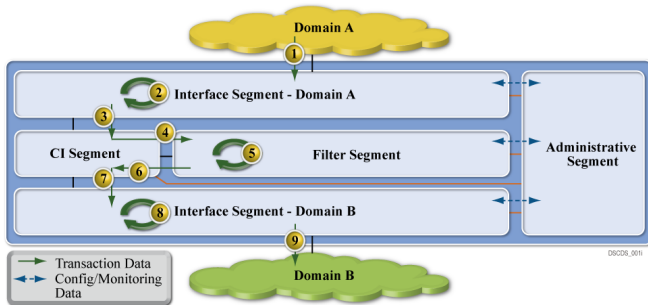 Domain A
1
2
Interface Segment - Domain A
3
4
CI Segment
5
Filter Segment
Administrative
Segment
6
7
8
Interface Segment - Domain B
9
DSCDS_001i
Transaction Data
Config/Monitoring
Data
Domain B